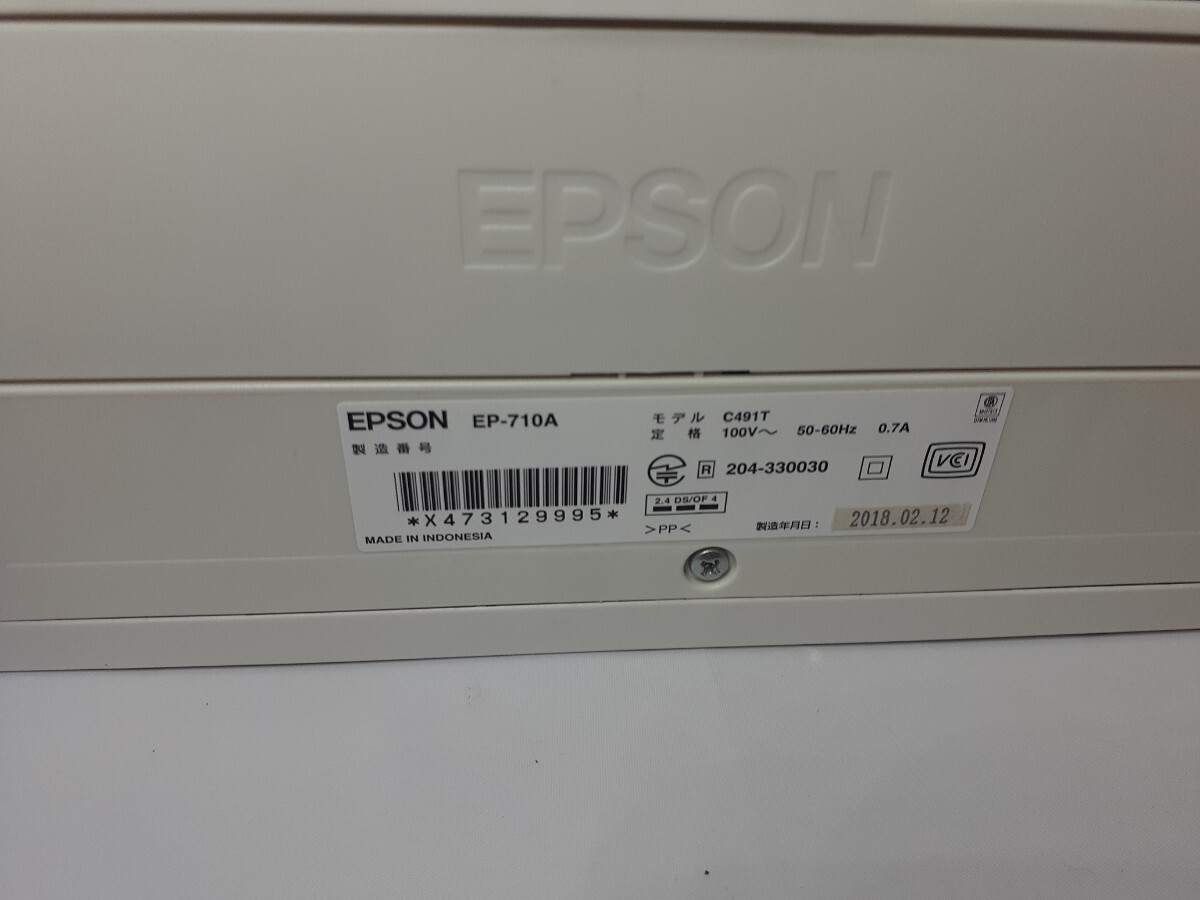 EPSON
EPSON EP-710A
モデル C491T
定格 100V～ 50-60Hz 0.7A
製造番号
R 204-330030
VCI
*X473129995*
2.4 DS/OF 4
>PP<
製造年月日： 2018.02.12
MADE IN INDONESIA